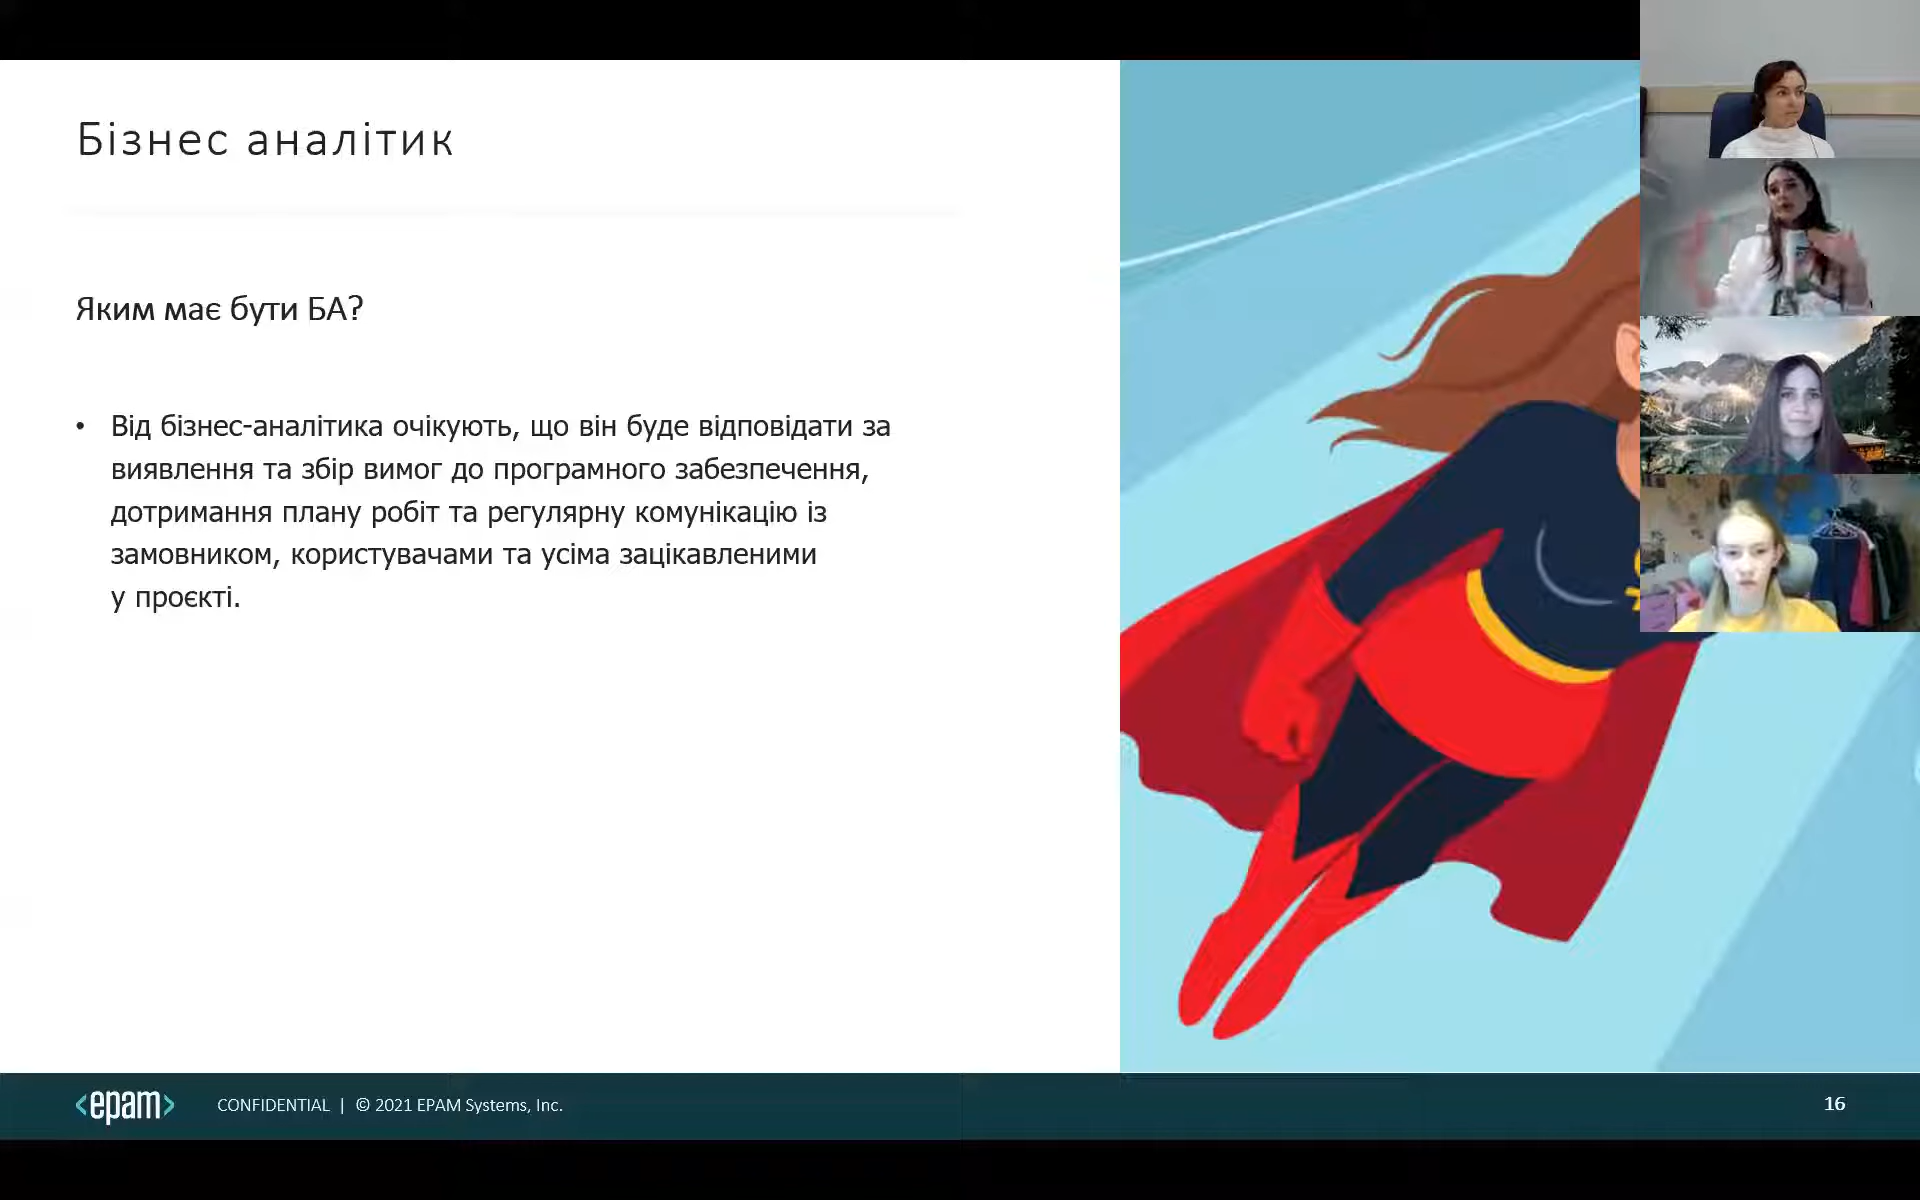 Бізнес аналітик
Яким має бути БА?
• Від бізнес-аналітика очікують, що він буде відповідати за
виявлення та збір вимог до програмного забезпечення,
дотримання плану робіт та регулярну комунікацію із
замовником, користувачами та усіма зацікавленими
у проєкті.
<epam> CONFIDENTIAL | © 2021 EPAM Systems, Inc. 16